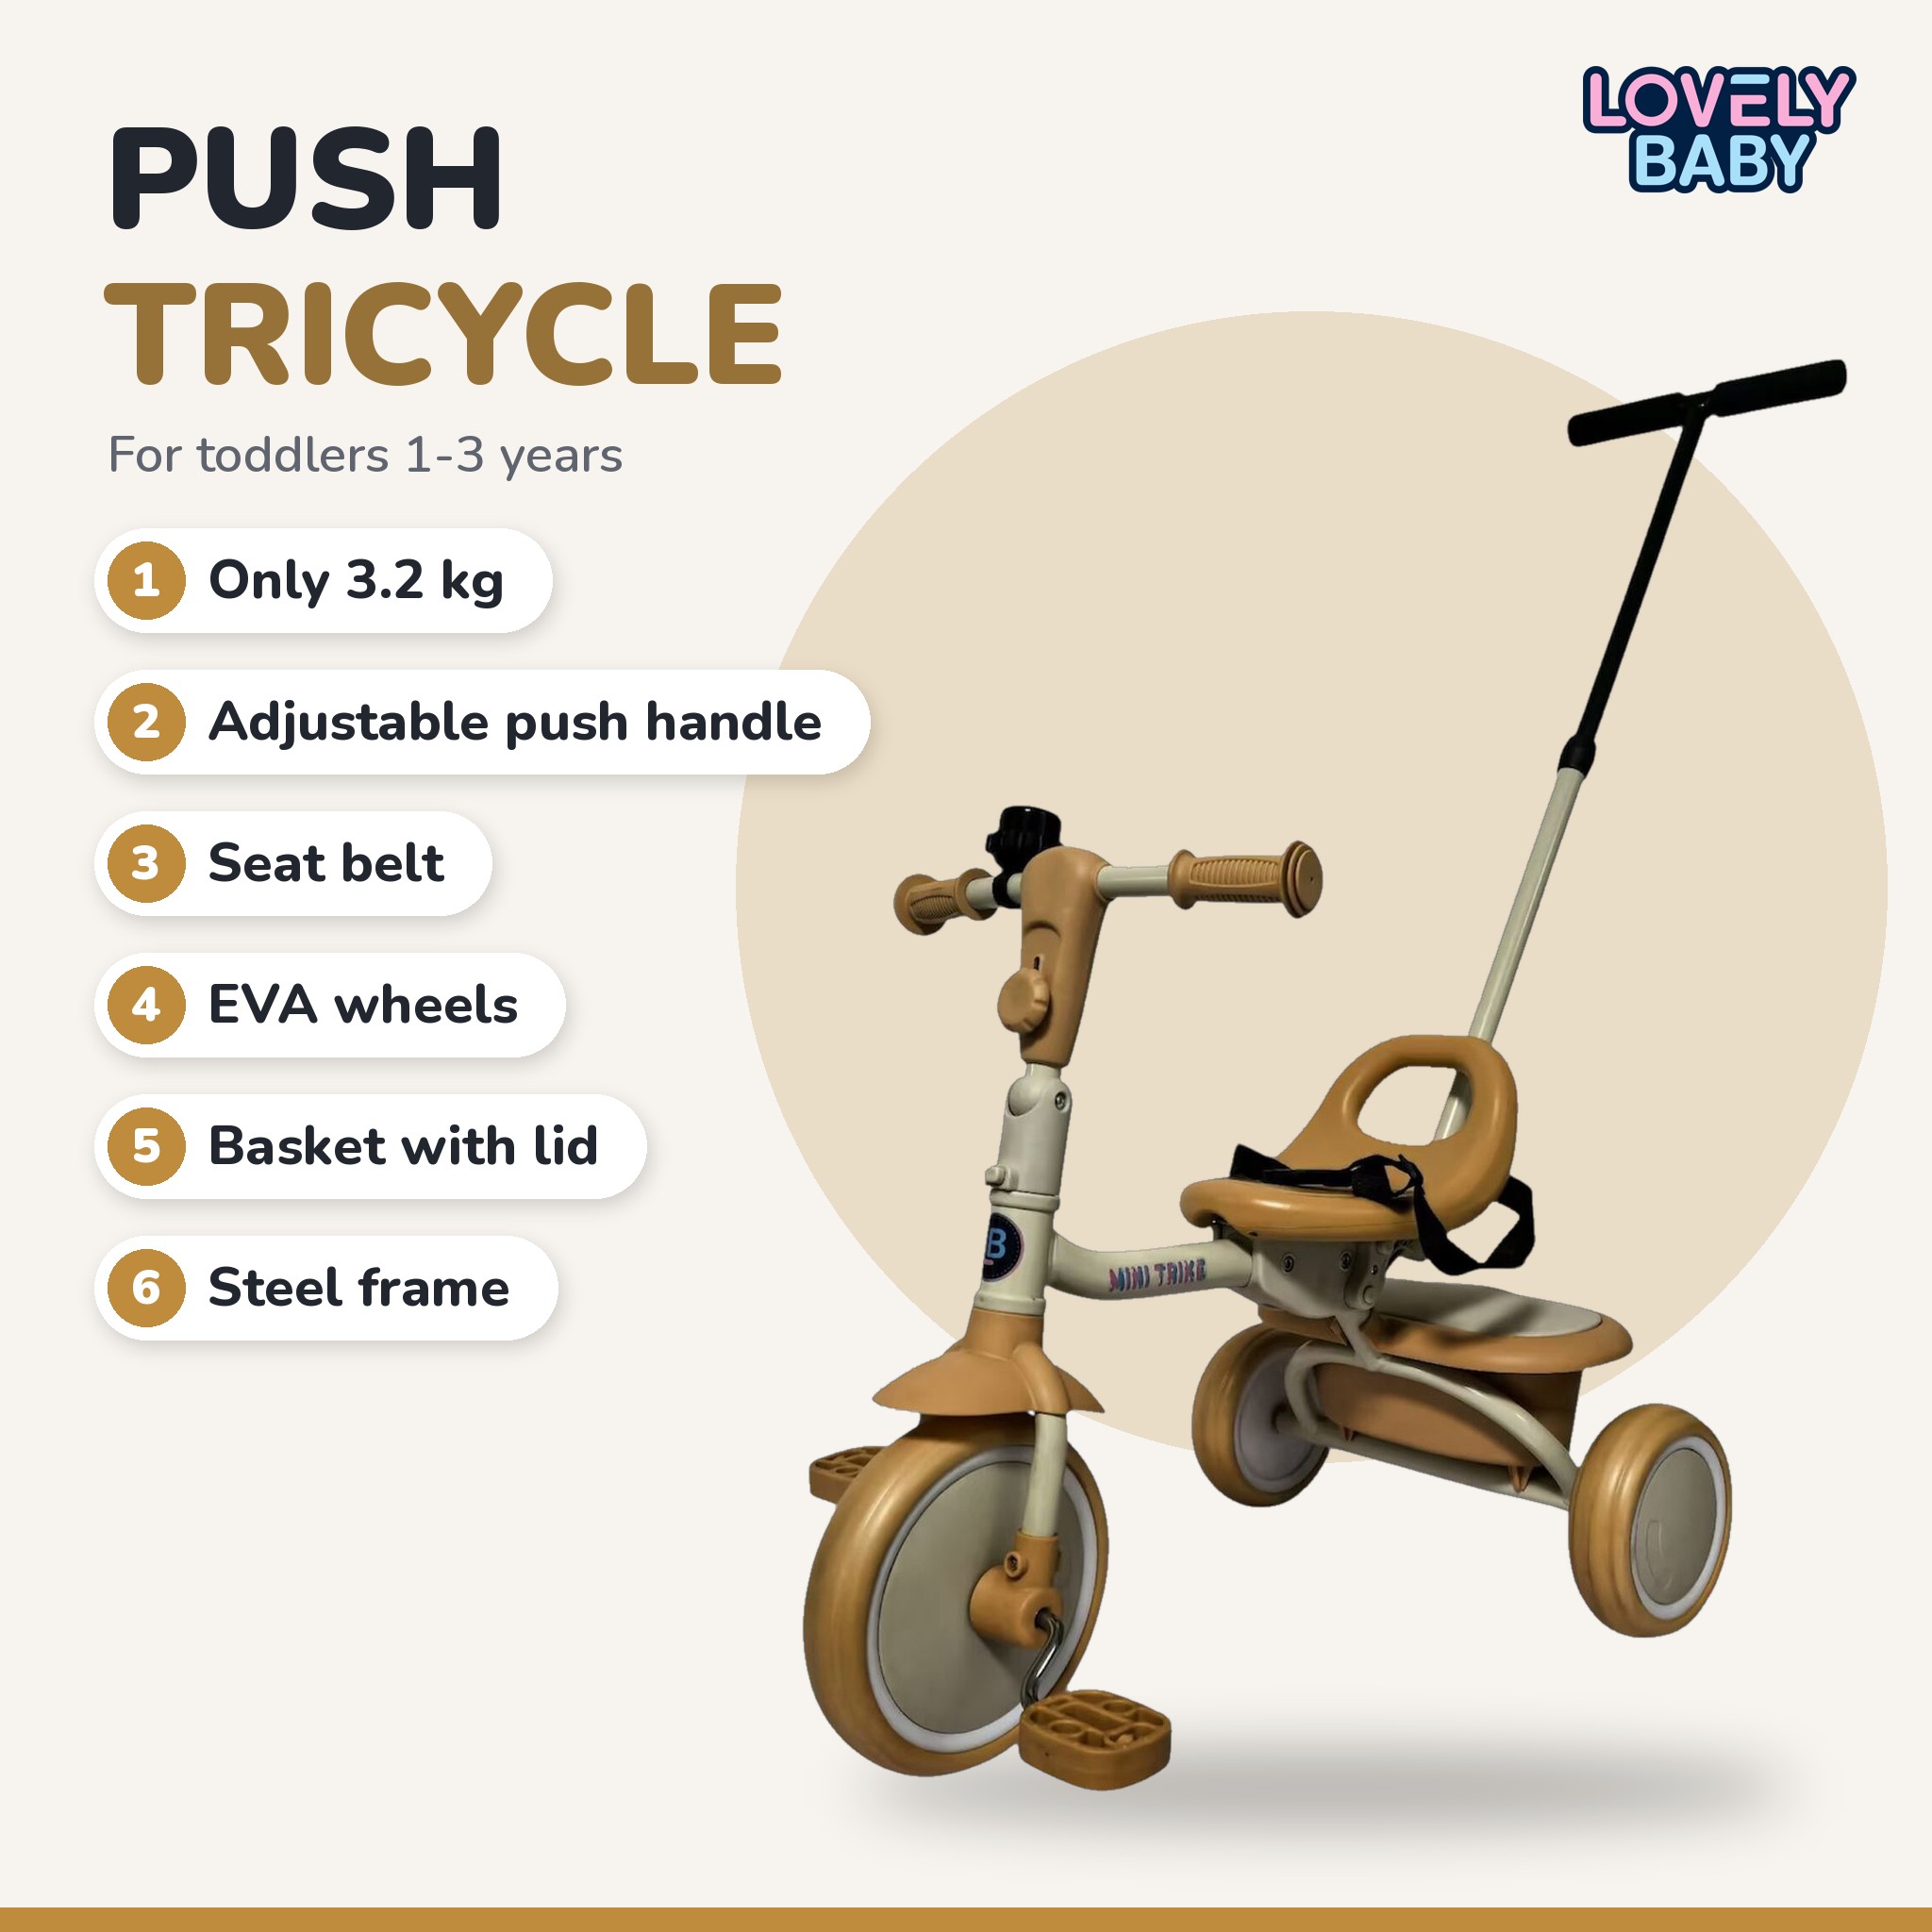 LOVELY
BABY
PUSH
TRICYCLE
For toddlers 1-3 years
1 Only 3.2 kg
2 Adjustable push handle
3 Seat belt
4 EVA wheels
5 Basket with lid
6 Steel frame
B
MINI TRIKE